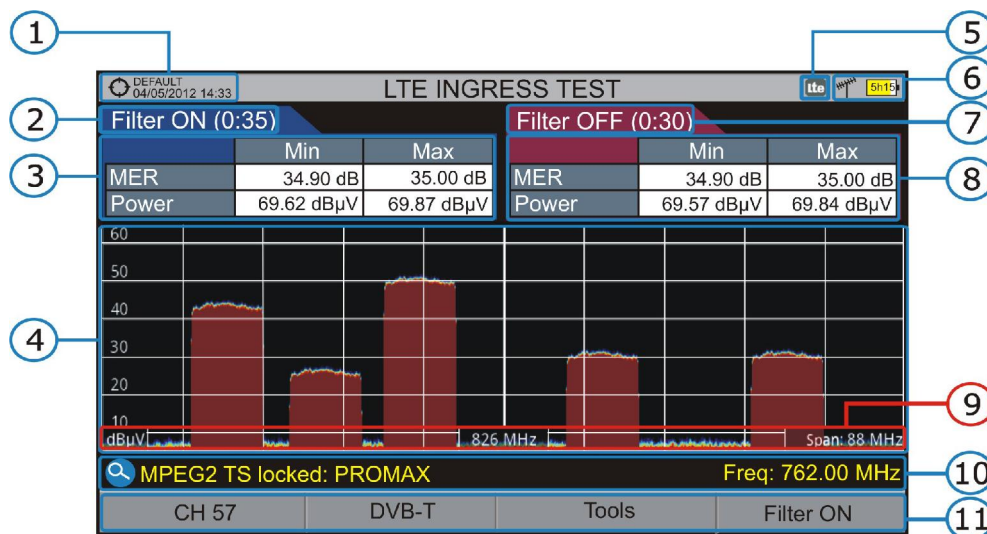 1
5
DEFAULT
04/05/2012 14:33
LTE INGRESS TEST
lte
5h15
6
2
Filter ON (0:35)
Filter OFF (0:30)
7
Min Max
Min Max
3
MER 34.90 dB 35.00 dB
MER 34.90 dB 35.00 dB
8
Power 69.62 dBµV 69.87 dBµV
Power 69.57 dBµV 69.84 dBµV
60
50
40
4
30
20
10
9
dBµV 826 MHz Span: 88 MHz
MPEG2 TS locked: PROMAX Freq: 762.00 MHz
10
CH 57 DVB-T Tools Filter ON
11